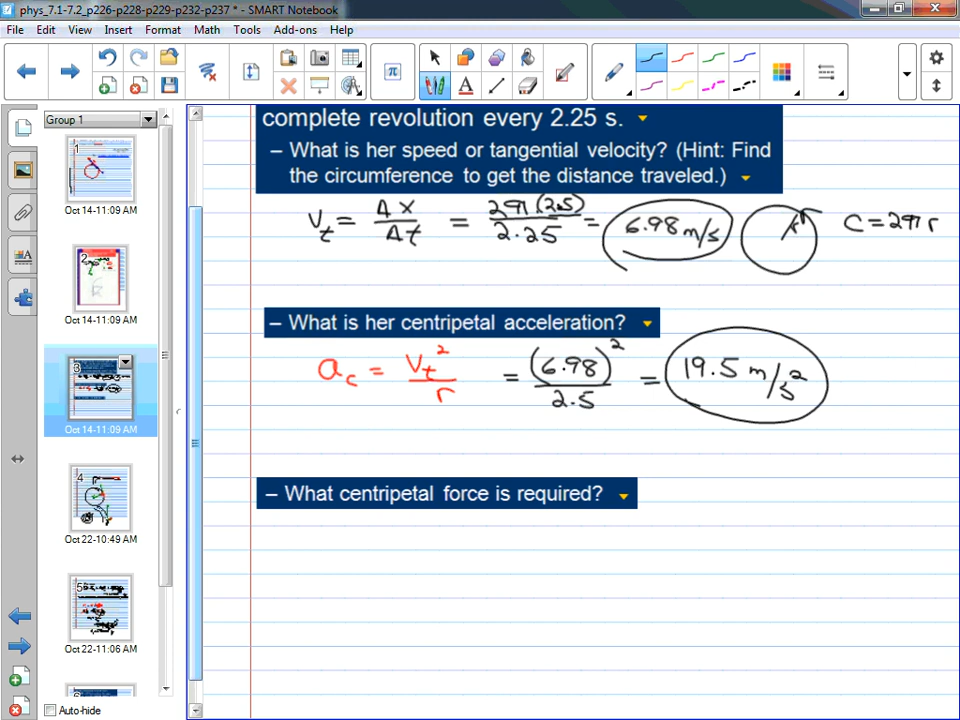 phys_7.1-7.2_p226-p228-p229-p232-p237 * - SMART Notebook
File Edit View Insert Format Math Tools Add-ons Help
Group 1
1
Oct 14-11:09 AM
2
Oct 14-11:09 AM
3
Oct 14-11:09 AM
4
Oct 22-10:49 AM
5
Oct 22-11:06 AM
Auto-hide
complete revolution every 2.25 s.
– What is her speed or tangential velocity? (Hint: Find
the circumference to get the distance traveled.)
Vt = Δx/Δt = 2π(2.5)/2.25 = 6.98 m/s r C = 2πr
– What is her centripetal acceleration?
ac = Vt²/r = (6.98)²/2.5 = 19.5 m/s²
– What centripetal force is required?